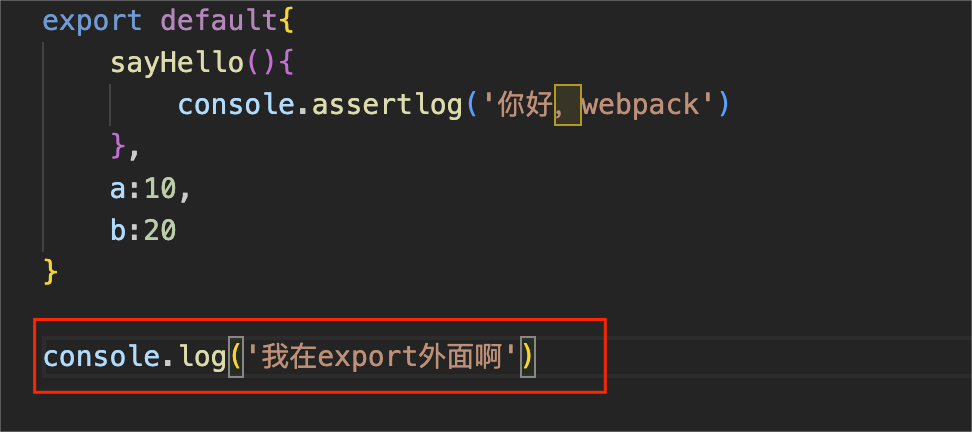 export default{
sayHello(){
console.assertlog('你好，webpack')
},
a:10,
b:20
}
console.log('我在export外面啊')